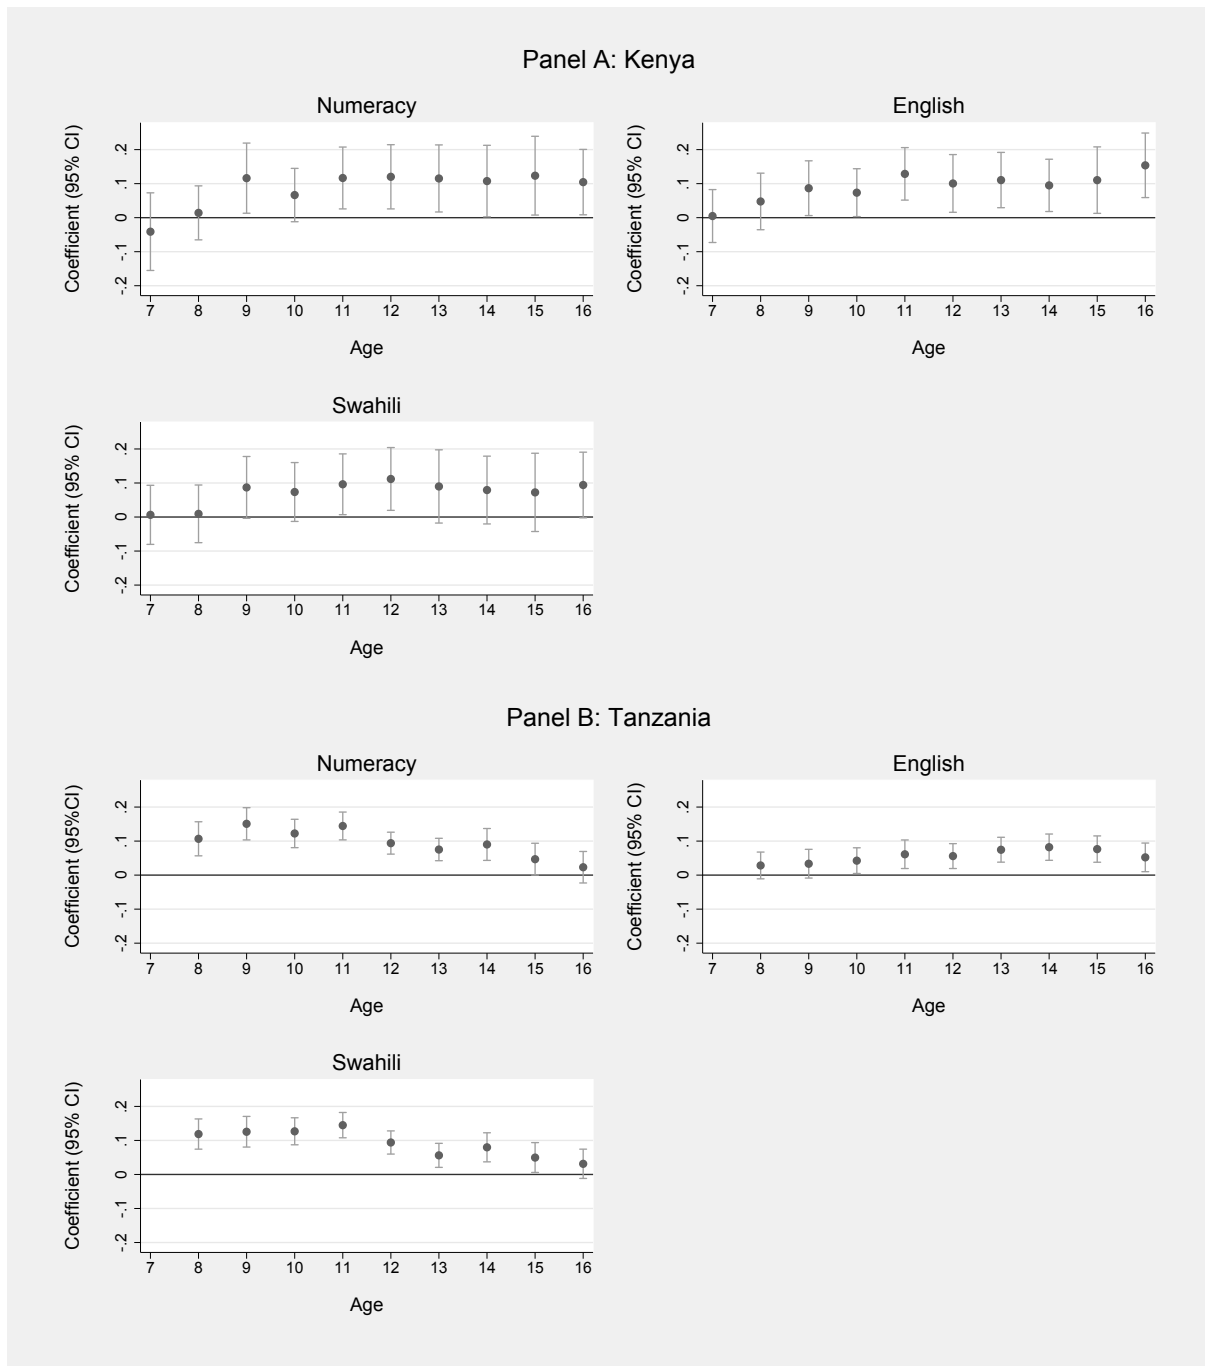 Panel A: Kenya
Numeracy
Coefficient (95% CI)
.2
.1
0
-.1
-.2
7 8 9 10 11 12 13 14 15 16
Age
English
Coefficient (95% CI)
.2
.1
0
-.1
-.2
7 8 9 10 11 12 13 14 15 16
Age
Swahili
Coefficient (95% CI)
.2
.1
0
-.1
-.2
7 8 9 10 11 12 13 14 15 16
Age
Panel B: Tanzania
Numeracy
Coefficient (95%CI)
.2
.1
0
-.1
-.2
7 8 9 10 11 12 13 14 15 16
Age
English
Coefficient (95% CI)
.2
.1
0
-.1
-.2
7 8 9 10 11 12 13 14 15 16
Age
Swahili
Coefficient (95% CI)
.2
.1
0
-.1
-.2
7 8 9 10 11 12 13 14 15 16
Age